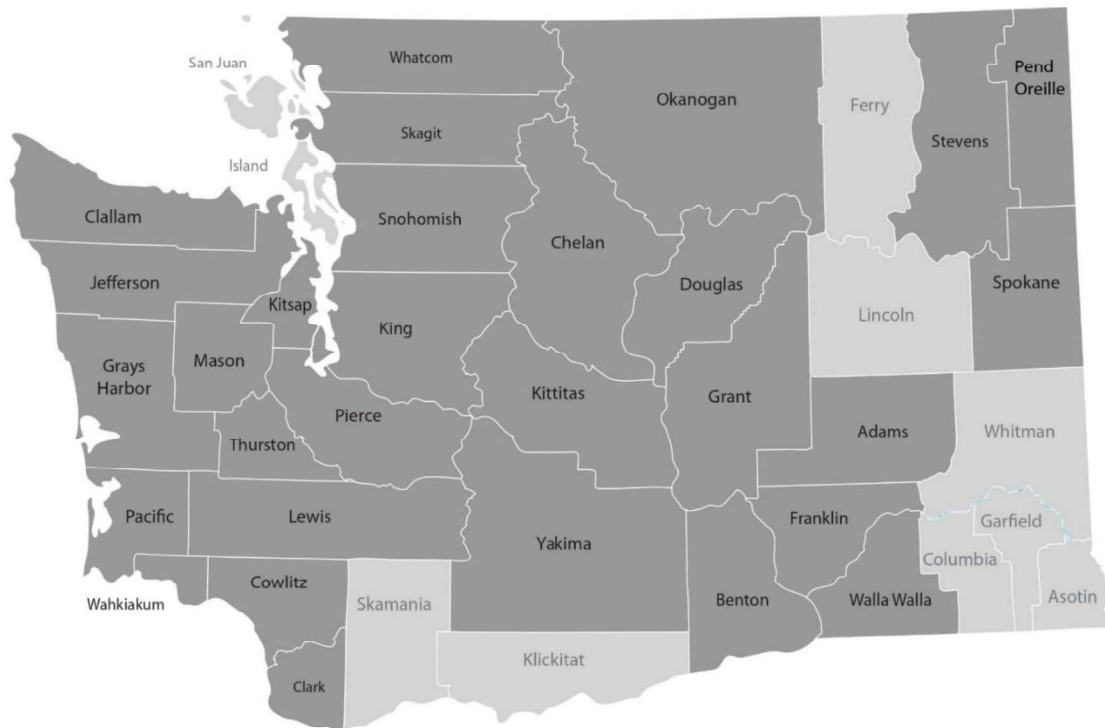 San Juan
Whatcom
Okanogan
Ferry
Pend
Oreille
Skagit
Stevens
Island
Clallam
Snohomish
Chelan
Jefferson
Douglas
Spokane
Kitsap
Lincoln
King
Mason
Grays
Harbor
Kittitas
Grant
Pierce
Adams
Whitman
Thurston
Pacific
Lewis
Franklin
Garfield
Yakima
Columbia
Cowlitz
Wahkiakum
Skamania
Benton
Walla Walla
Asotin
Klickitat
Clark